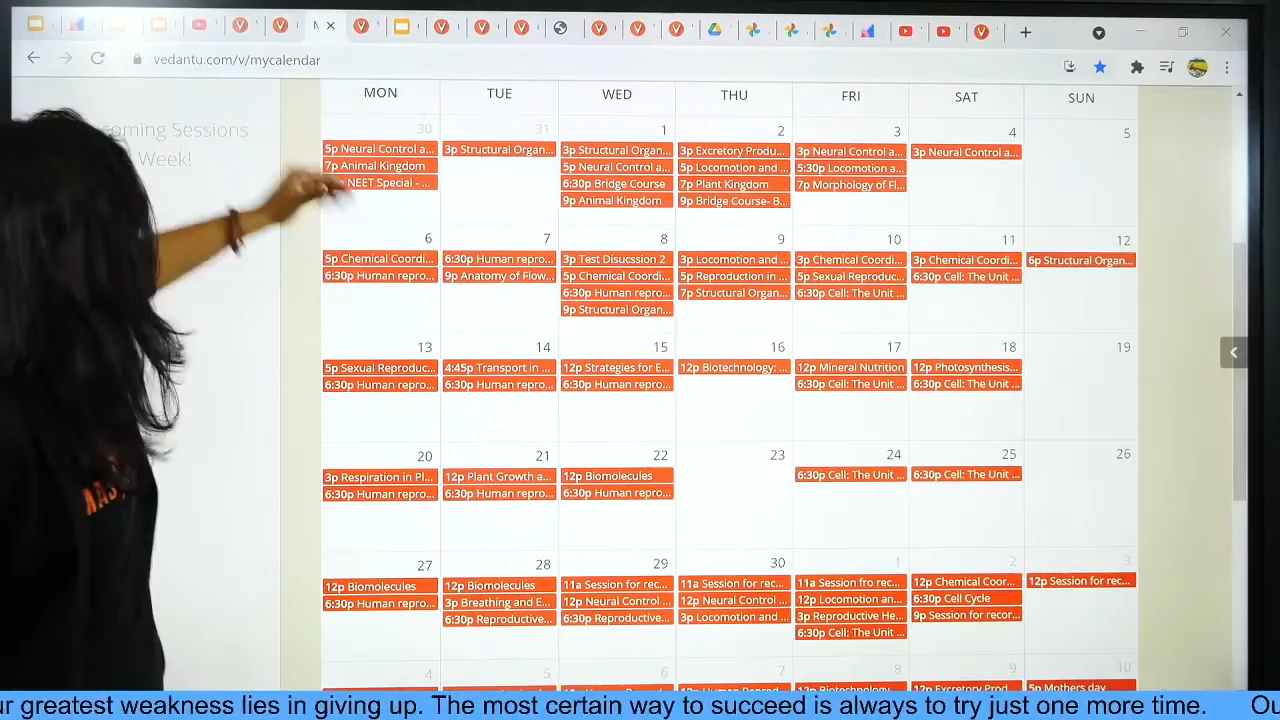 vedantu.com/v/mycalendar
coming Sessions
Week!
MON TUE WED THU FRI SAT SUN
30 31 1 2 3 4 5
5p Neural Control a...
7p Animal Kingdom
NEET Special - ...
3p Structural Organ...
3p Structural Organ...
5p Neural Control a...
6:30p Bridge Course
9p Animal Kingdom
3p Excretory Produ...
5p Locomotion and ...
7p Plant Kingdom
9p Bridge Course- B...
3p Neural Control a...
5:30p Locomotion a...
7p Morphology of Fl...
3p Neural Control a...
6 7 8 9 10 11 12
5p Chemical Coordi...
6:30p Human repro...
6:30p Human repro...
9p Anatomy of Flow...
3p Test Disucssion 2
5p Chemical Coordi...
6:30p Human repro...
9p Structural Organ...
3p Locomotion and ...
5p Reproduction in ...
7p Structural Organ...
3p Chemical Coordi...
5p Sexual Reproduc...
6:30p Cell: The Unit ...
3p Chemical Coordi...
6:30p Cell: The Unit ...
6p Structural Organ...
13 14 15 16 17 18 19
5p Sexual Reproduc...
6:30p Human repro...
4:45p Transport in ...
6:30p Human repro...
12p Strategies for E...
6:30p Human repro...
12p Biotechnology: ...
12p Mineral Nutrition
6:30p Cell: The Unit ...
12p Photosynthesis...
6:30p Cell: The Unit ...
20 21 22 23 24 25 26
3p Respiration in Pl...
6:30p Human repro...
12p Plant Growth a...
6:30p Human repro...
12p Biomolecules
6:30p Human repro...
6:30p Cell: The Unit ...
6:30p Cell: The Unit ...
27 28 29 30 1 2 3
12p Biomolecules
6:30p Human repro...
12p Biomolecules
3p Breathing and E...
6:30p Reproductive...
11a Session for rec...
12p Neural Control ...
6:30p Reproductive...
11a Session for rec...
12p Neural Control ...
3p Locomotion and ...
11a Session fro rec...
12p Locomotion an...
3p Reproductive He...
6:30p Cell: The Unit ...
12p Chemical Coor...
6:30p Cell Cycle
9p Session for recor...
12p Session for rec...
4 5 6 7 8 9 10
12p Biotechnology
12p Excretory Prod
5p Mothers day
ur greatest weakness lies in giving up. The most certain way to succeed is always to try just one more time. Ou